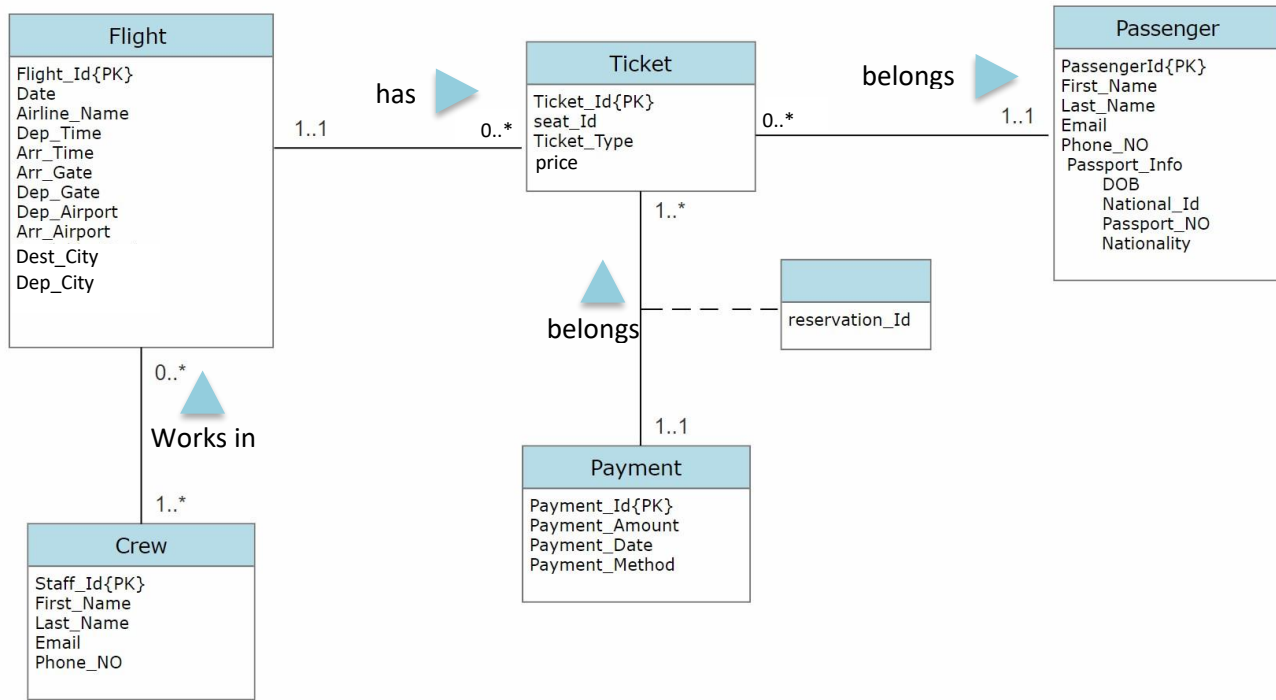 Flight
Flight_Id{PK}
Date
Airline_Name
Dep_Time
Arr_Time
Arr_Gate
Dep_Gate
Dep_Airport
Arr_Airport
Dest_City
Dep_City
has
1..1
0..*
Ticket
Ticket_Id{PK}
seat_Id
Ticket_Type
price
belongs
0..*
1..1
Passenger
PassengerId{PK}
First_Name
Last_Name
Email
Phone_NO
Passport_Info
DOB
National_Id
Passport_NO
Nationality
1..*
belongs
reservation_Id
1..1
Payment
Payment_Id{PK}
Payment_Amount
Payment_Date
Payment_Method
0..*
Works in
1..*
Crew
Staff_Id{PK}
First_Name
Last_Name
Email
Phone_NO